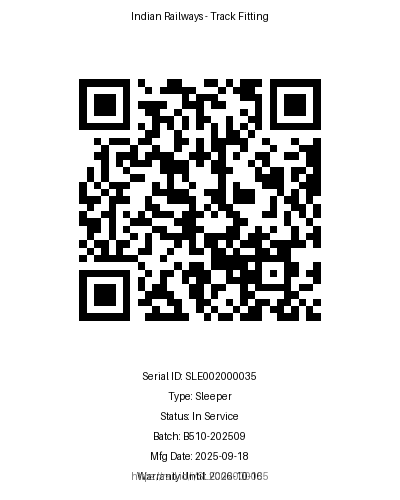 Indian Railways - Track Fitting
Serial ID: SLE002000035
Type: Sleeper
Status: In Service
Batch: B510-202509
Mfg Date: 2025-09-18
Warranty Until: